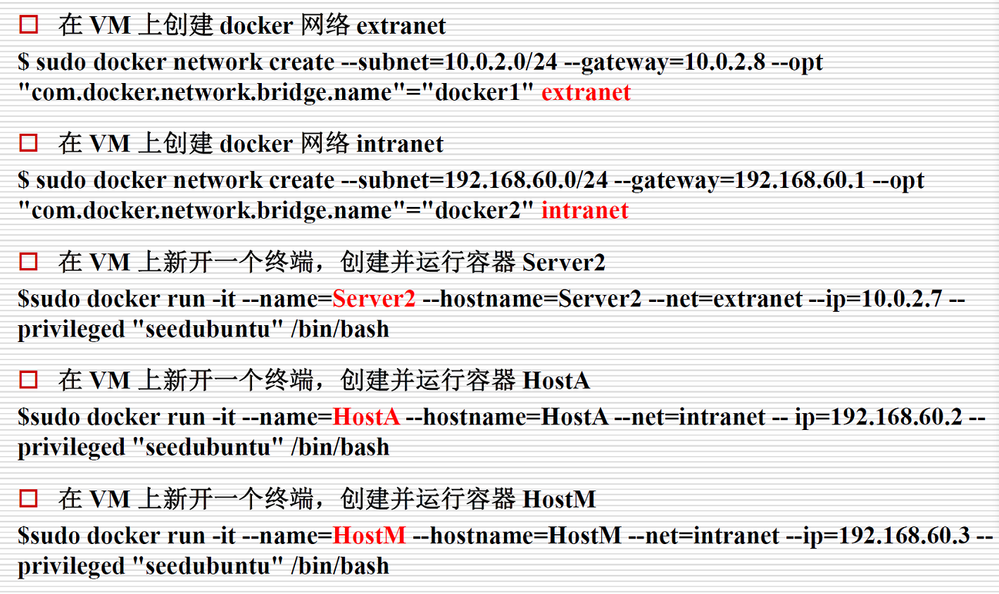 在 VM 上创建 docker 网络 extranet
$ sudo docker network create --subnet=10.0.2.0/24 --gateway=10.0.2.8 --opt
"com.docker.network.bridge.name"="docker1" extranet
在 VM 上创建 docker 网络 intranet
$ sudo docker network create --subnet=192.168.60.0/24 --gateway=192.168.60.1 --opt
"com.docker.network.bridge.name"="docker2" intranet
在 VM 上新开一个终端，创建并运行容器 Server2
$sudo docker run -it --name=Server2 --hostname=Server2 --net=extranet --ip=10.0.2.7 --
privileged "seedubuntu" /bin/bash
在 VM 上新开一个终端，创建并运行容器 HostA
$sudo docker run -it --name=HostA --hostname=HostA --net=intranet -- ip=192.168.60.2 --
privileged "seedubuntu" /bin/bash
在 VM 上新开一个终端，创建并运行容器 HostM
$sudo docker run -it --name=HostM --hostname=HostM --net=intranet --ip=192.168.60.3 --
privileged "seedubuntu" /bin/bash